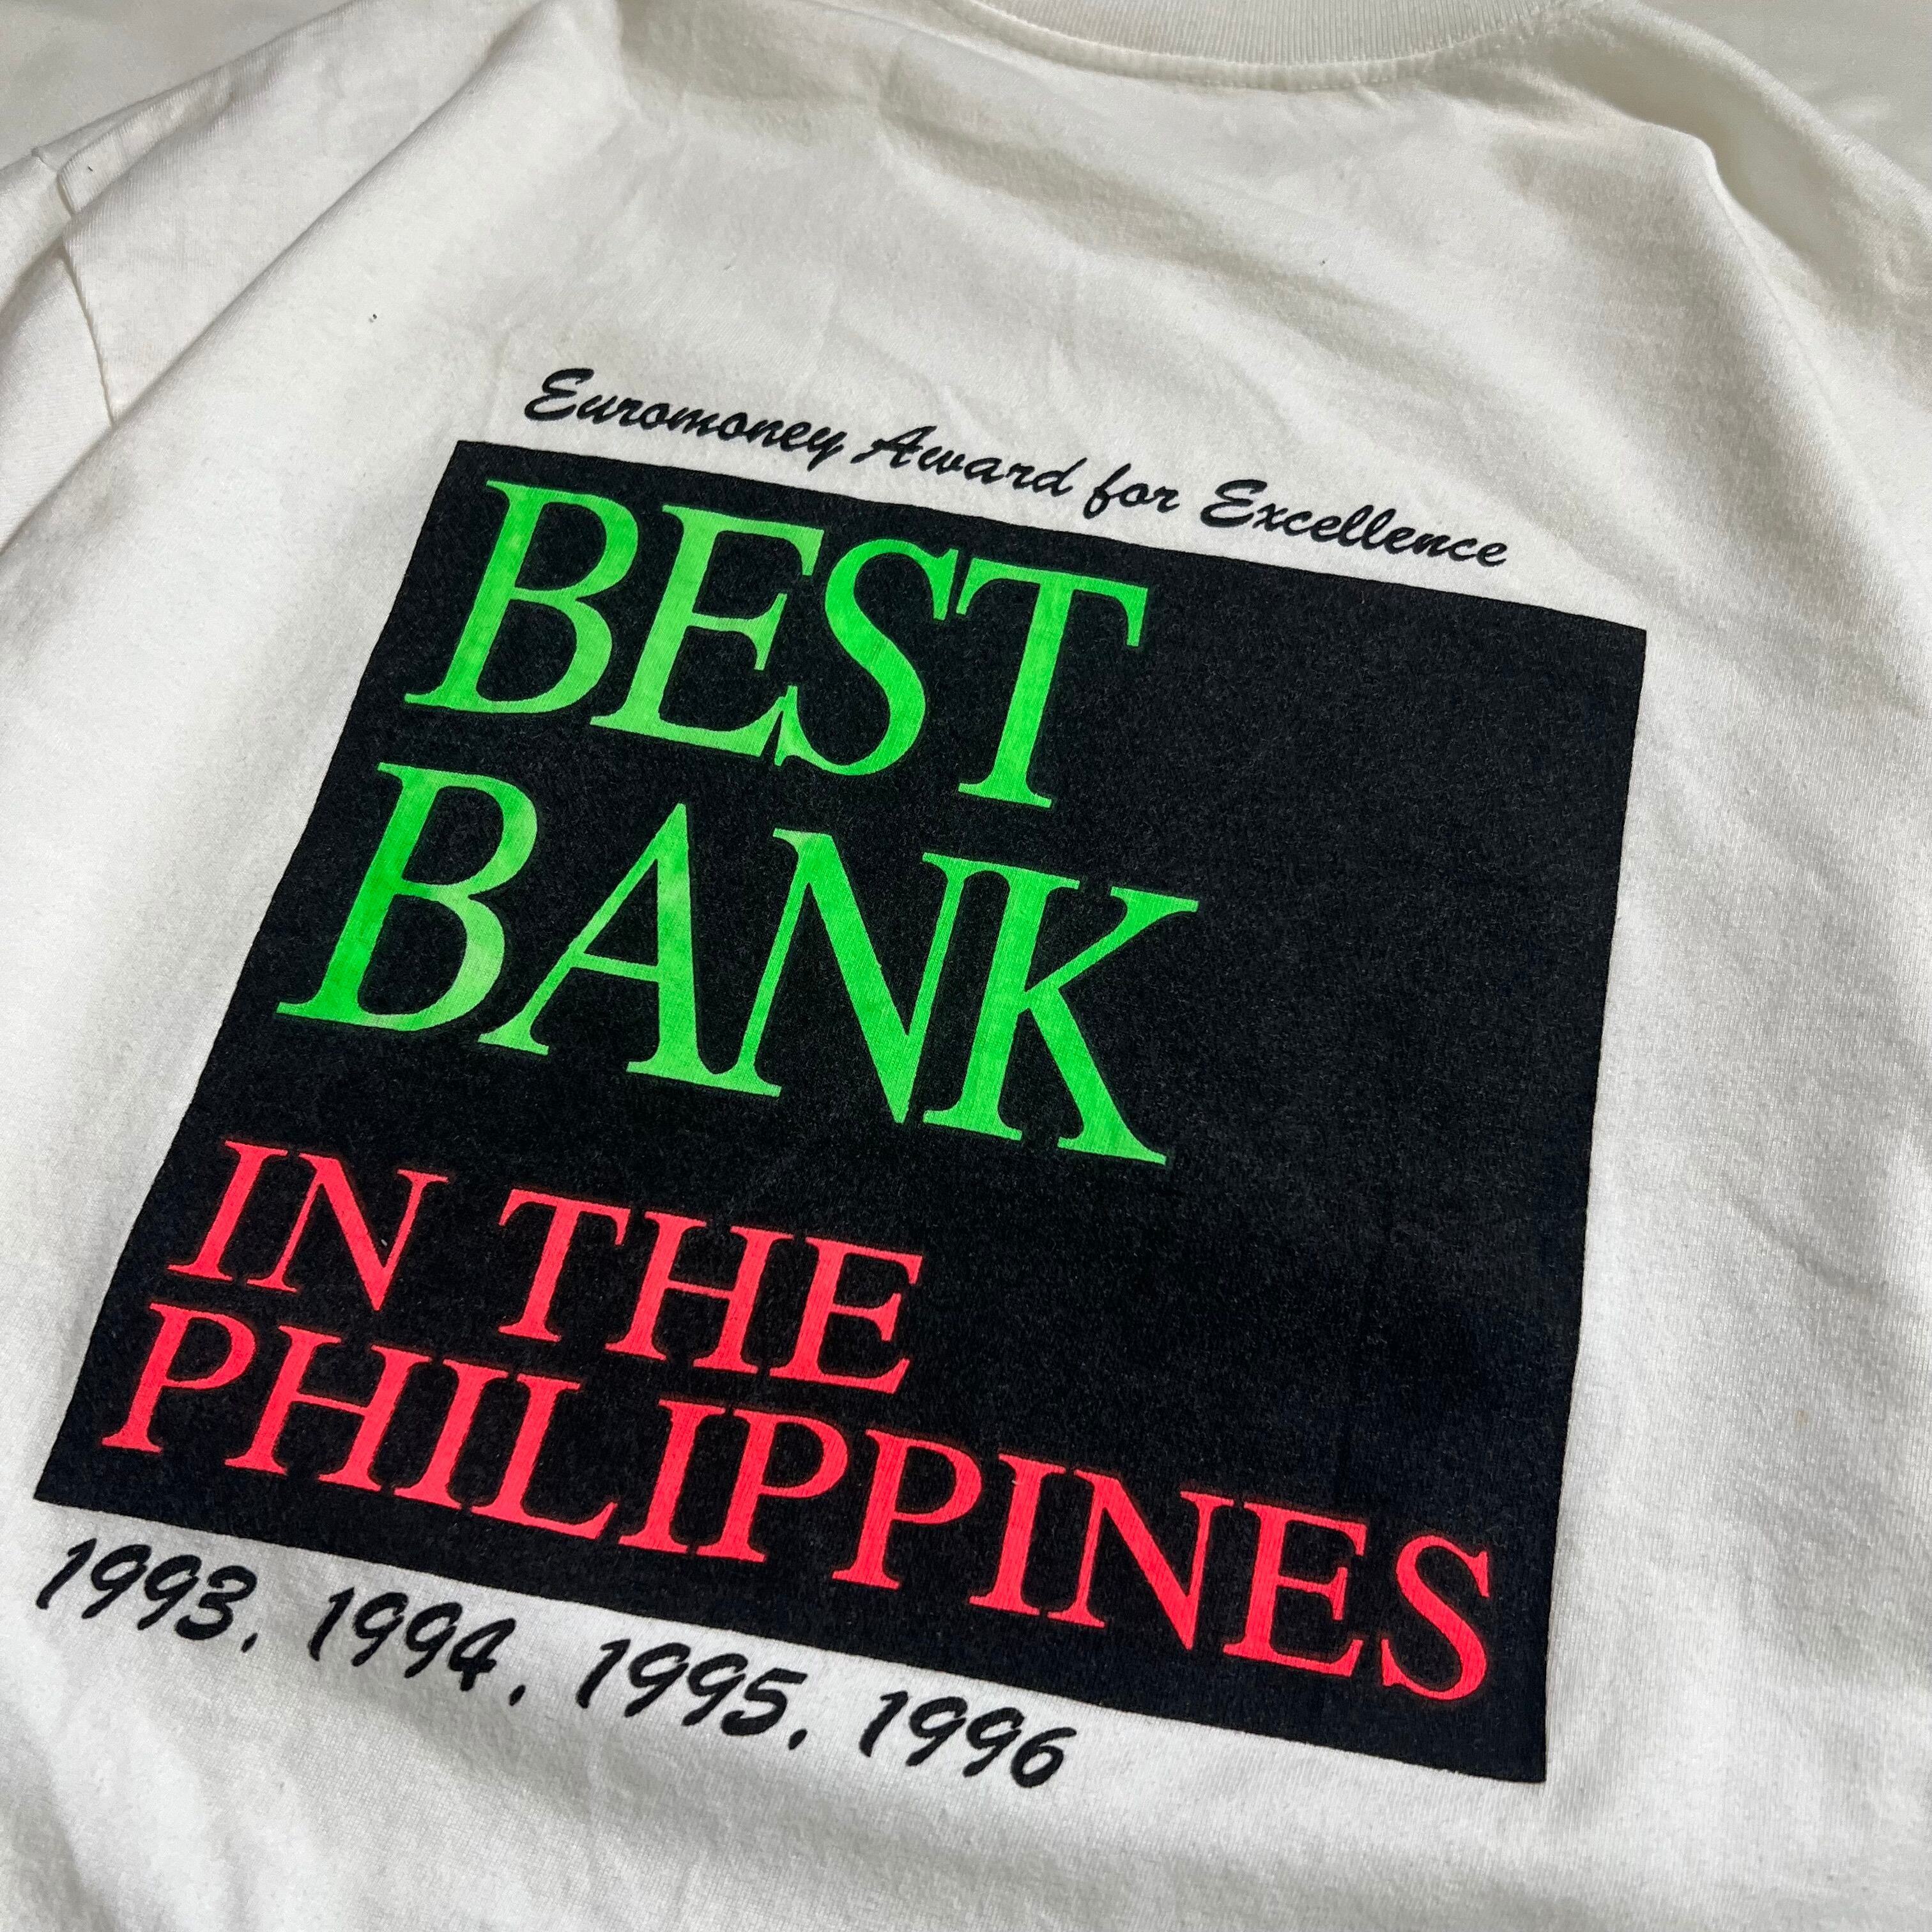 Euromoney Award for Excellence
BEST
BANK
IN THE
PHILIPPINES
1993, 1994, 1995, 1996